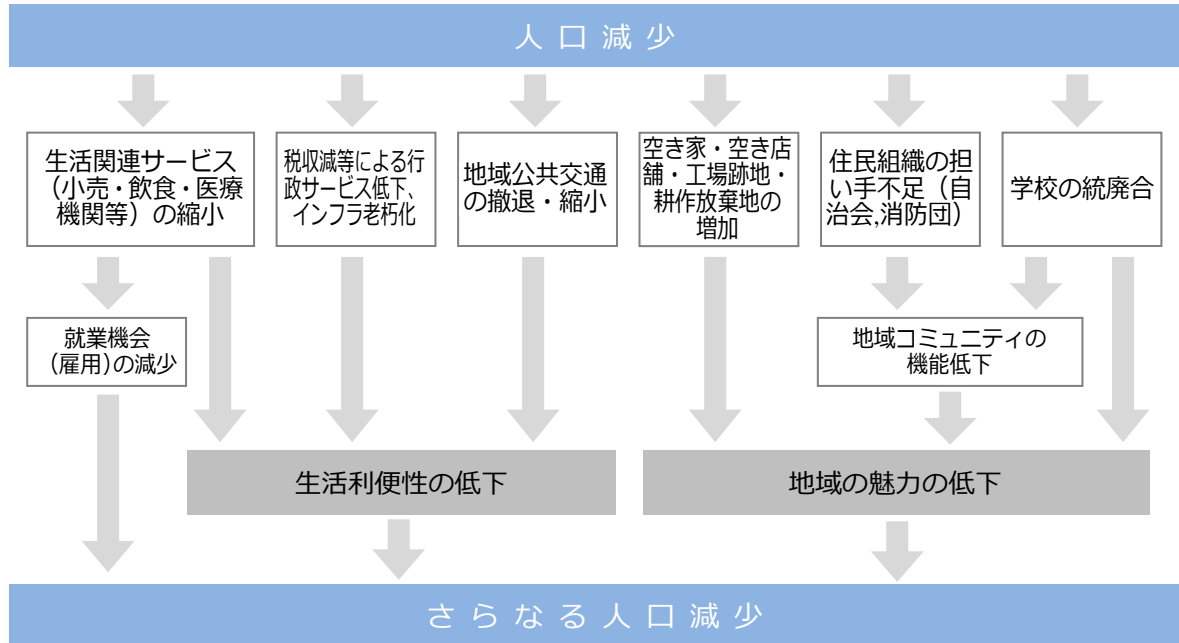 人口減少
生活関連サービス
（小売・飲食・医療
機関等）の縮小
税収減等による行
政サービス低下、
インフラ老朽化
地域公共交通
の撤退・縮小
空き家・空き店
舗・工場跡地・
耕作放棄地の
増加
住民組織の担
い手不足（自
治会,消防団）
学校の統廃合
就業機会
(雇用)の減少
地域コミュニティの
機能低下
生活利便性の低下
地域の魅力の低下
さらなる人口減少